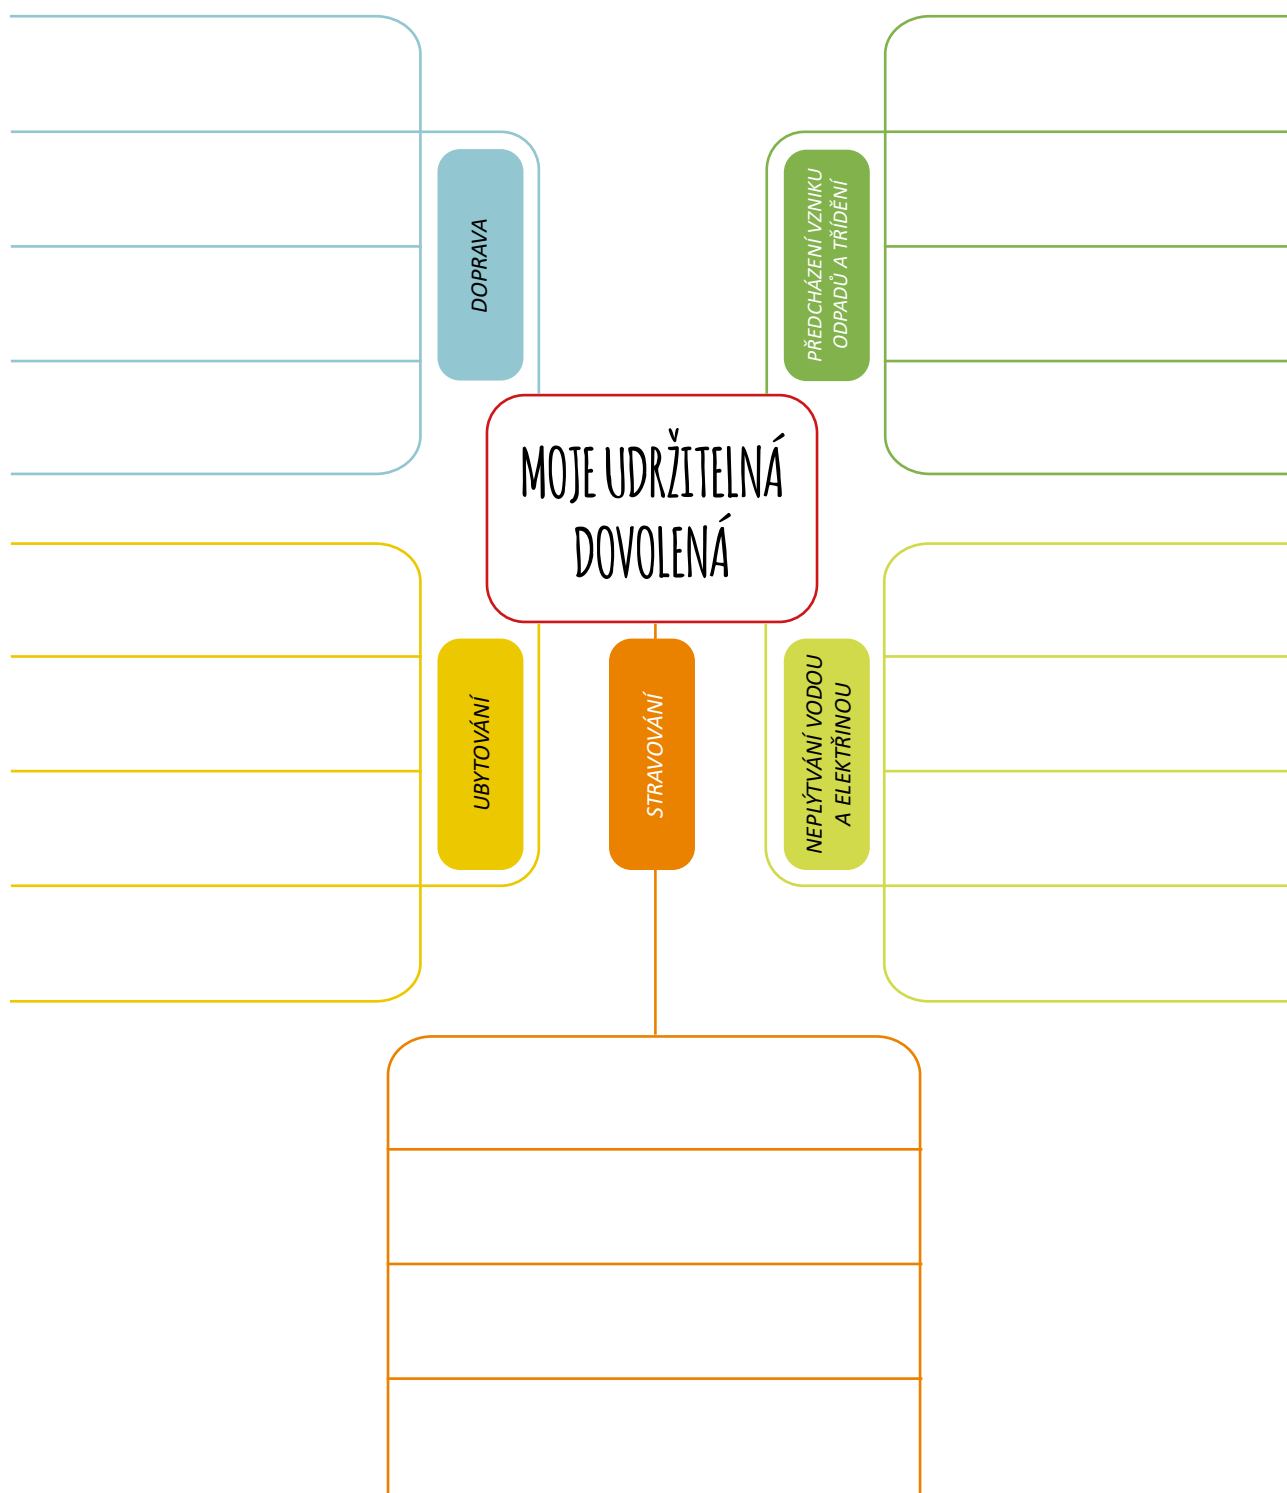 DOPRAVA
PŘEDCHÁZENÍ VZNIKU
ODPADŮ A TŘÍDĚNÍ
MOJE UDRŽITELNÁ
DOVOLENÁ
UBYTOVÁNÍ
STRAVOVÁNÍ
NEPLÝTVÁNÍ VODOU
A ELEKTŘINOU